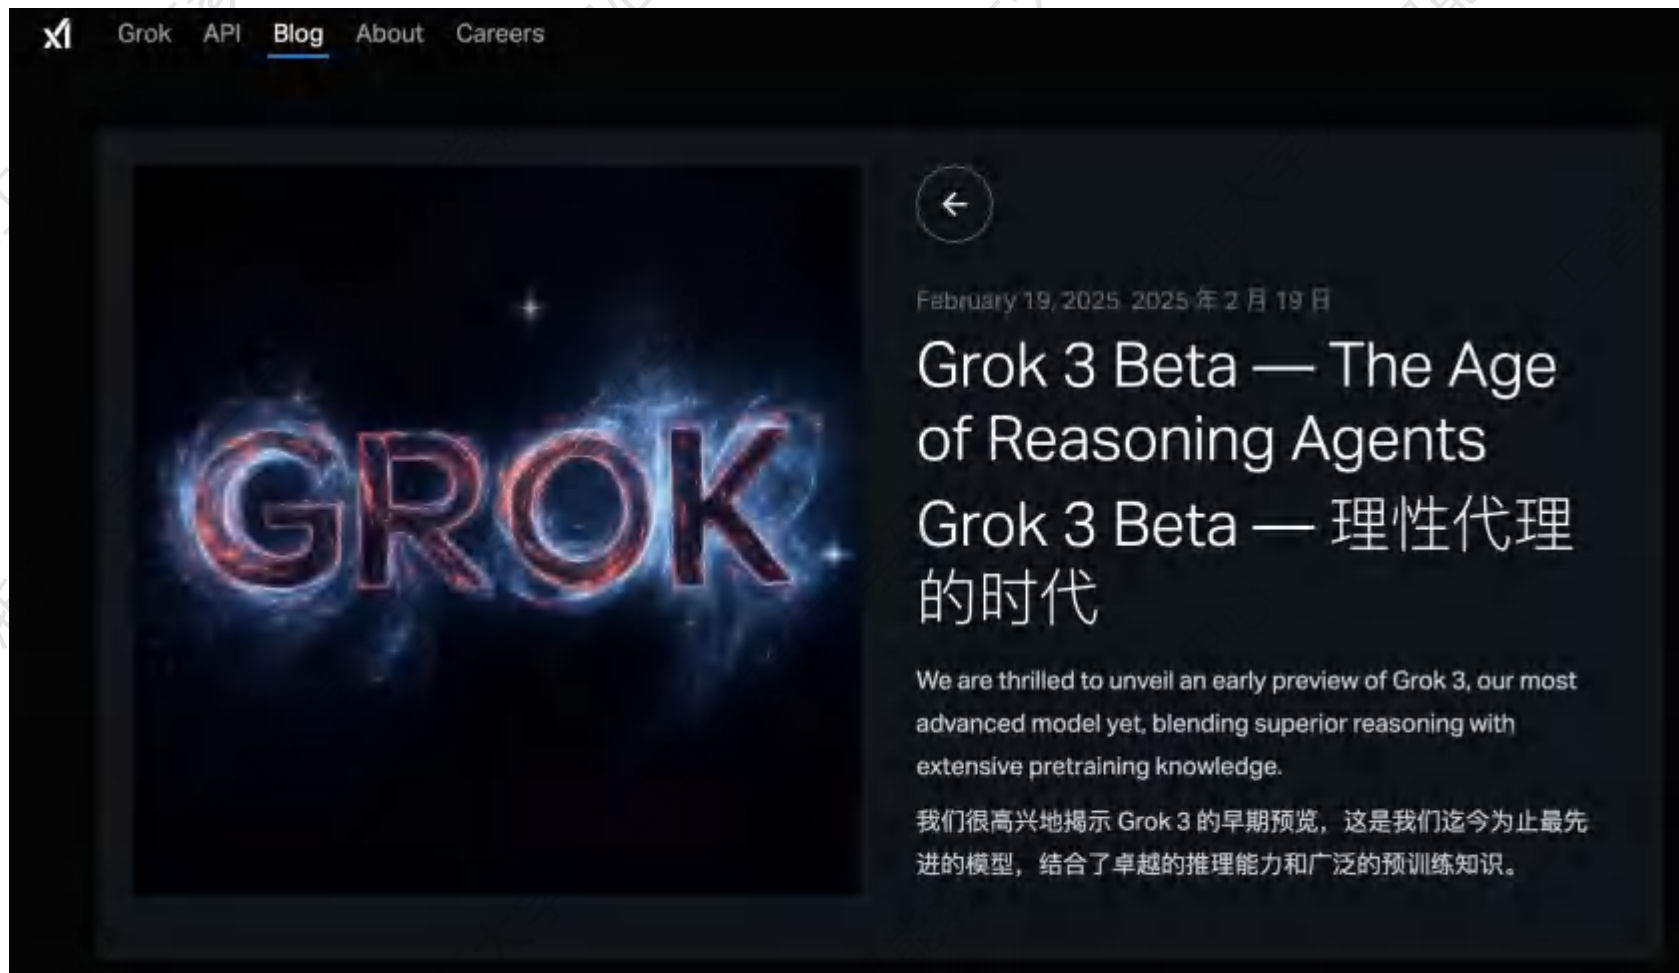 xI
Grok API Blog About Careers
GROK
February 19, 2025 2025 年 2 月 19 日
Grok 3 Beta — The Age
of Reasoning Agents
Grok 3 Beta — 理性代理
的时代
We are thrilled to unveil an early preview of Grok 3, our most
advanced model yet, blending superior reasoning with
extensive pretraining knowledge.
我们很高兴地揭示 Grok 3 的早期预览，这是我们迄今为止最先
进的模型，结合了卓越的推理能力和广泛的预训练知识。